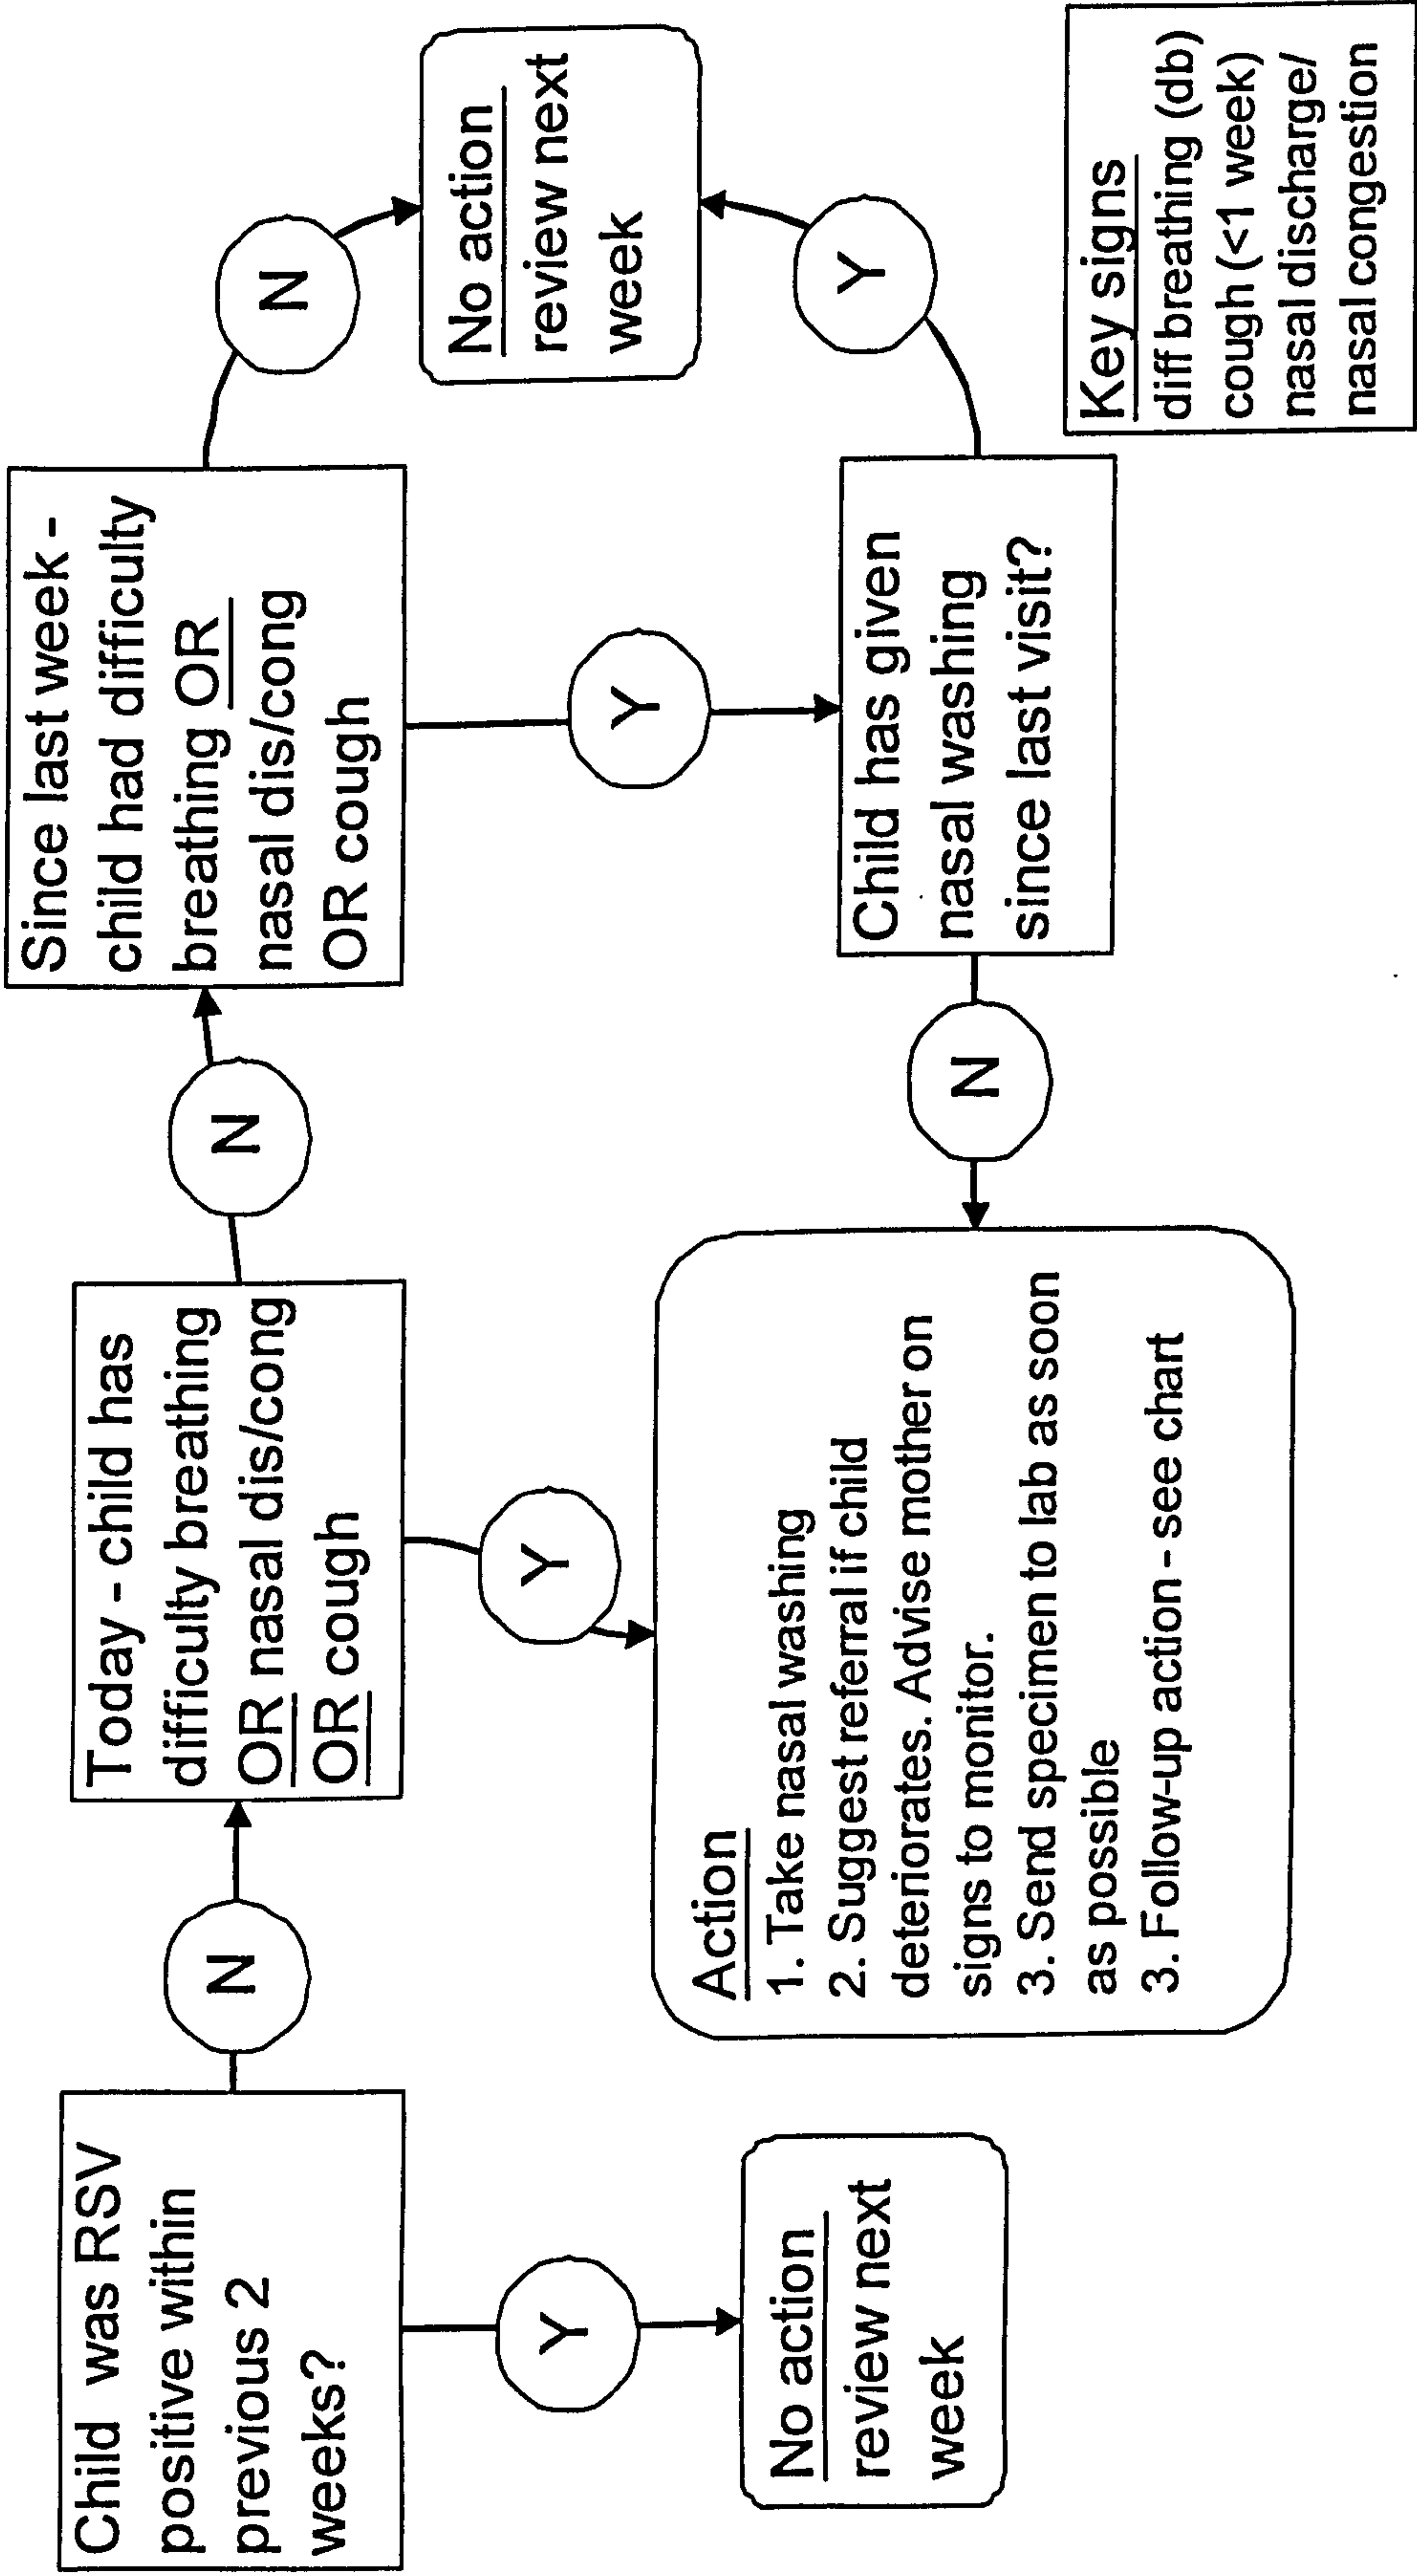 Child was RSV
positive within
previous 2
weeks?
N
Y
No action
review next
week
Today - child has
difficulty breathing
OR nasal dis/cong
OR cough
N
Y
Action
1. Take nasal washing
2. Suggest referral if child
deteriorates. Advise mother on
signs to monitor.
3. Send specimen to lab as soon
as possible
3. Follow-up action - see chart
Since last week -
child had difficulty
breathing OR
nasal dis/cong
OR cough
N
Y
No action
review next
week
Child has given
nasal washing
since last visit?
N
Y
Key signs
diff breathing (db)
cough (<1 week)
nasal discharge/
nasal congestion